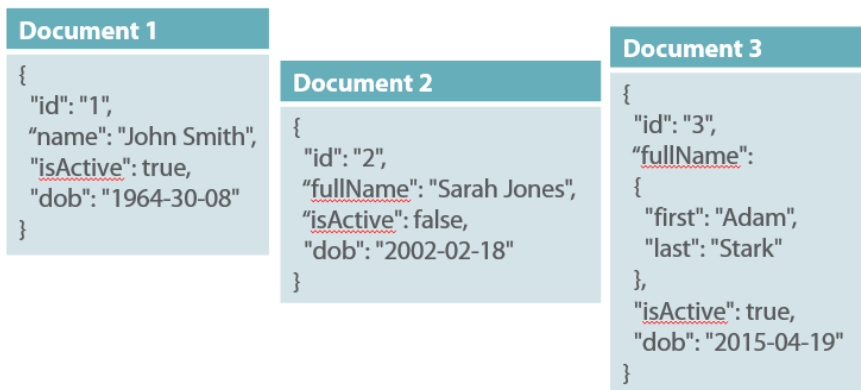 Document 1
{
"id": "1",
“name": "John Smith",
"isActive": true,
"dob": "1964-30-08"
}
Document 2
{
"id": "2",
“fullName": "Sarah Jones",
“isActive": false,
"dob": "2002-02-18"
}
Document 3
{
"id": "3",
“fullName":
{
"first": "Adam",
"last": "Stark"
},
"isActive": true,
"dob": "2015-04-19"
}